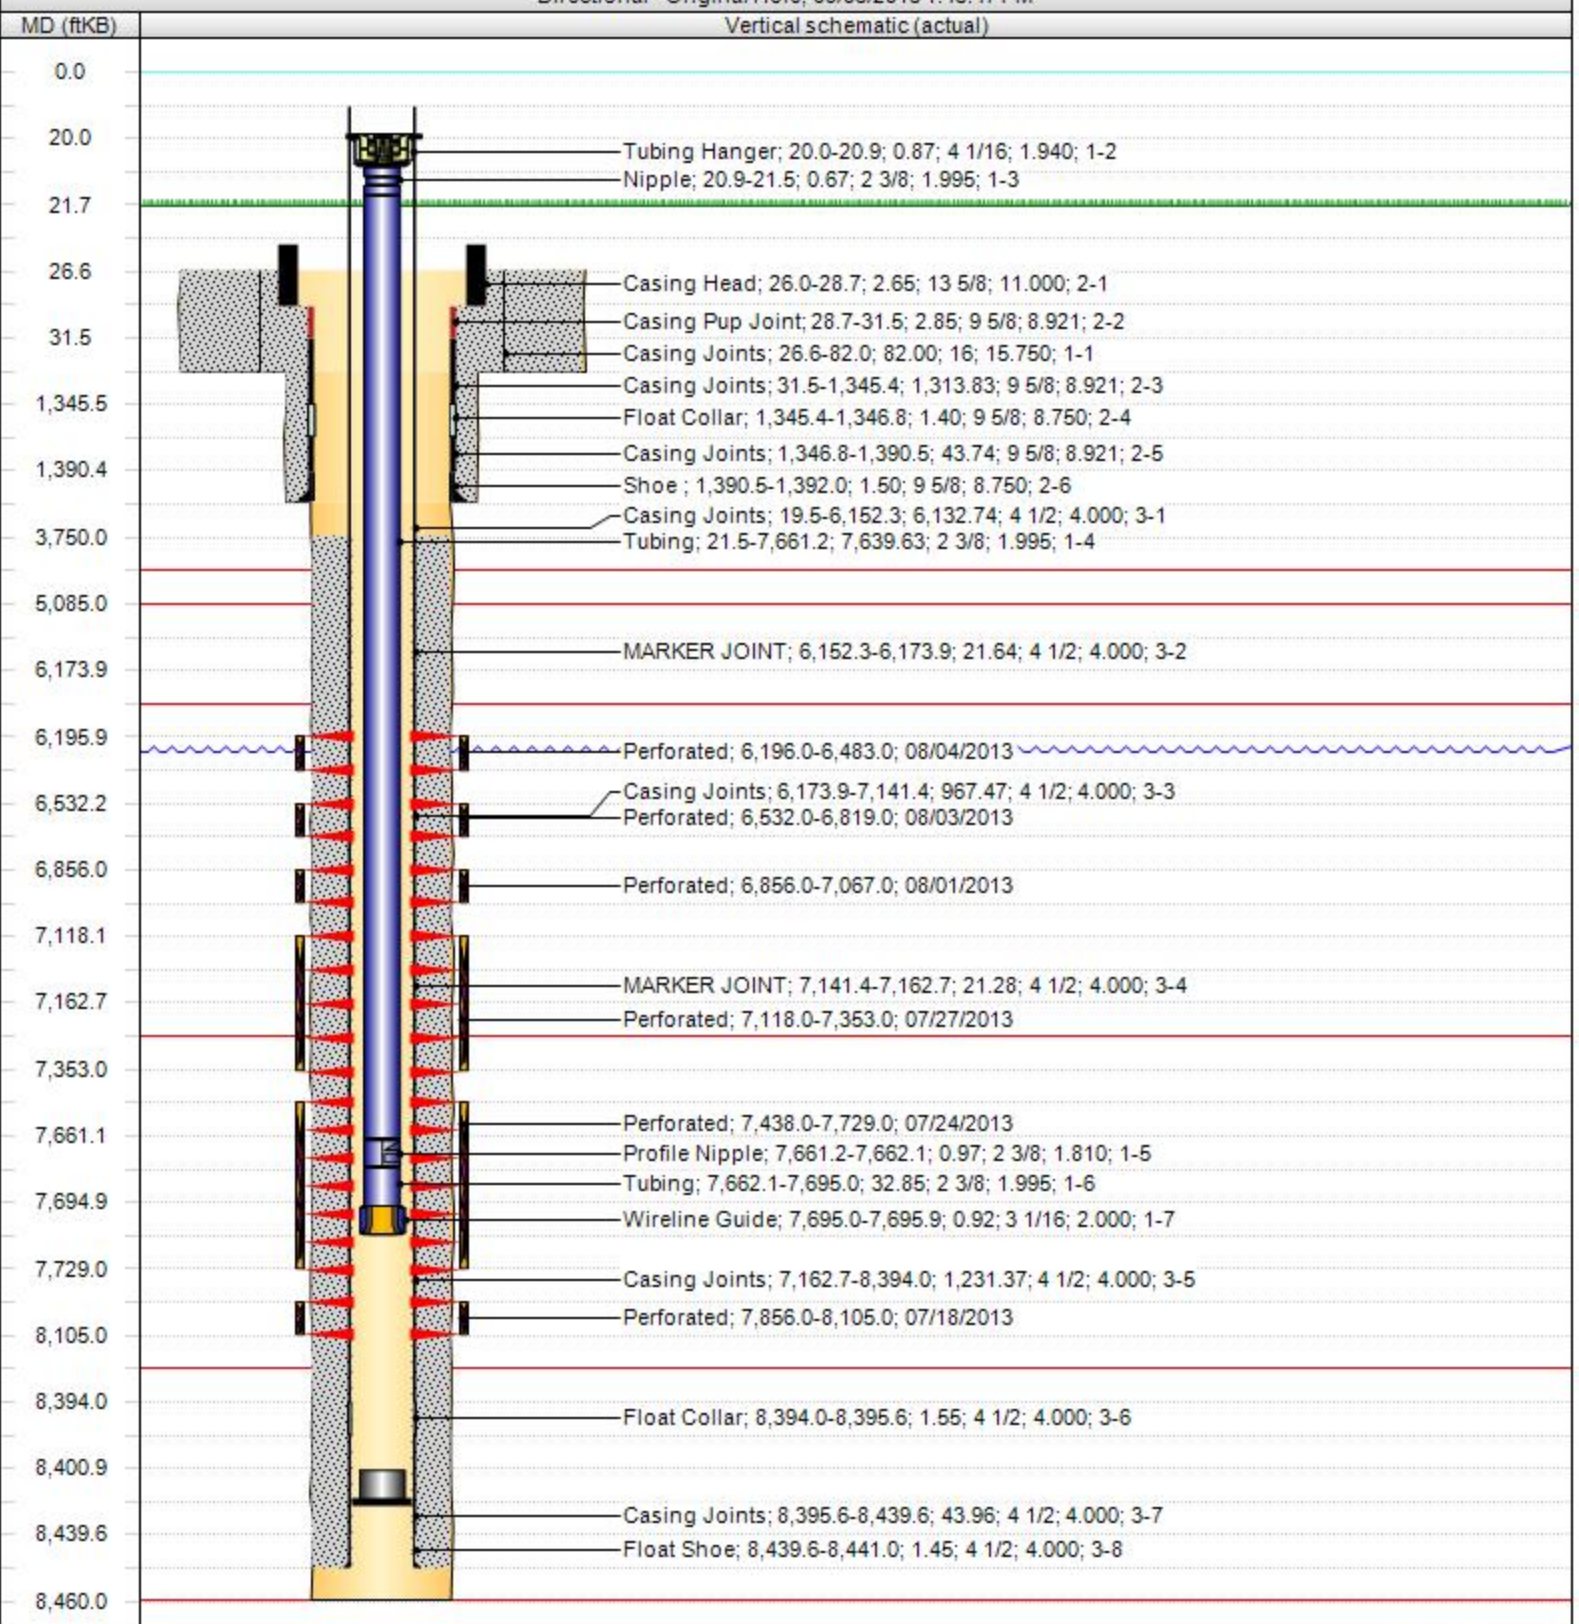 MD (ftKB)
Vertical schematic (actual)
0.0
20.0
Tubing Hanger; 20.0-20.9; 0.87; 4 1/16; 1.940; 1-2
Nipple; 20.9-21.5; 0.67; 2 3/8; 1.995; 1-3
21.7
26.6
Casing Head; 26.0-28.7; 2.65; 13 5/8; 11.000; 2-1
Casing Pup Joint; 28.7-31.5; 2.85; 9 5/8; 8.921; 2-2
31.5
Casing Joints; 26.6-82.0; 82.00; 16; 15.750; 1-1
Casing Joints; 31.5-1,345.4; 1,313.83; 9 5/8; 8.921; 2-3
1,345.5
Float Collar; 1,345.4-1,346.8; 1.40; 9 5/8; 8.750; 2-4
Casing Joints; 1,346.8-1,390.5; 43.74; 9 5/8; 8.921; 2-5
1,390.4
Shoe ; 1,390.5-1,392.0; 1.50; 9 5/8; 8.750; 2-6
Casing Joints; 19.5-6,152.3; 6,132.74; 4 1/2; 4.000; 3-1
3,750.0
Tubing; 21.5-7,661.2; 7,639.63; 2 3/8; 1.995; 1-4
5,085.0
MARKER JOINT; 6,152.3-6,173.9; 21.64; 4 1/2; 4.000; 3-2
6,173.9
6,195.9
Perforated; 6,196.0-6,483.0; 08/04/2013
Casing Joints; 6,173.9-7,141.4; 967.47; 4 1/2; 4.000; 3-3
6,532.2
Perforated; 6,532.0-6,819.0; 08/03/2013
6,856.0
Perforated; 6,856.0-7,067.0; 08/01/2013
7,118.1
MARKER JOINT; 7,141.4-7,162.7; 21.28; 4 1/2; 4.000; 3-4
7,162.7
Perforated; 7,118.0-7,353.0; 07/27/2013
7,353.0
Perforated; 7,438.0-7,729.0; 07/24/2013
7,661.1
Profile Nipple; 7,661.2-7,662.1; 0.97; 2 3/8; 1.810; 1-5
Tubing; 7,662.1-7,695.0; 32.85; 2 3/8; 1.995; 1-6
7,694.9
Wireline Guide; 7,695.0-7,695.9; 0.92; 3 1/16; 2.000; 1-7
7,729.0
Casing Joints; 7,162.7-8,394.0; 1,231.37; 4 1/2; 4.000; 3-5
Perforated; 7,856.0-8,105.0; 07/18/2013
8,105.0
8,394.0
Float Collar; 8,394.0-8,395.6; 1.55; 4 1/2; 4.000; 3-6
8,400.9
Casing Joints; 8,395.6-8,439.6; 43.96; 4 1/2; 4.000; 3-7
8,439.6
Float Shoe; 8,439.6-8,441.0; 1.45; 4 1/2; 4.000; 3-8
8,460.0